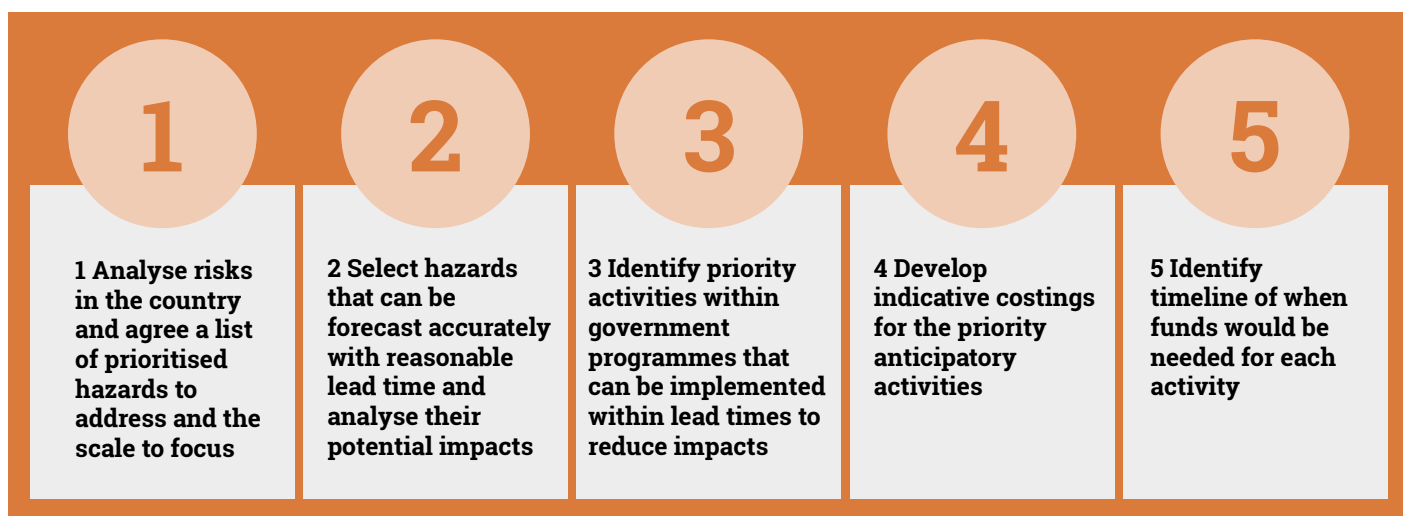 1
2
3
4
5
1 Analyse risks
in the country
and agree a list
of prioritised
hazards to
address and the
scale to focus
2 Select hazards
that can be
forecast accurately
with reasonable
lead time and
analyse their
potential impacts
3 Identify priority
activities within
government
programmes that
can be implemented
within lead times to
reduce impacts
4 Develop
indicative costings
for the priority
anticipatory
activities
5 Identify
timeline of when
funds would be
needed for each
activity